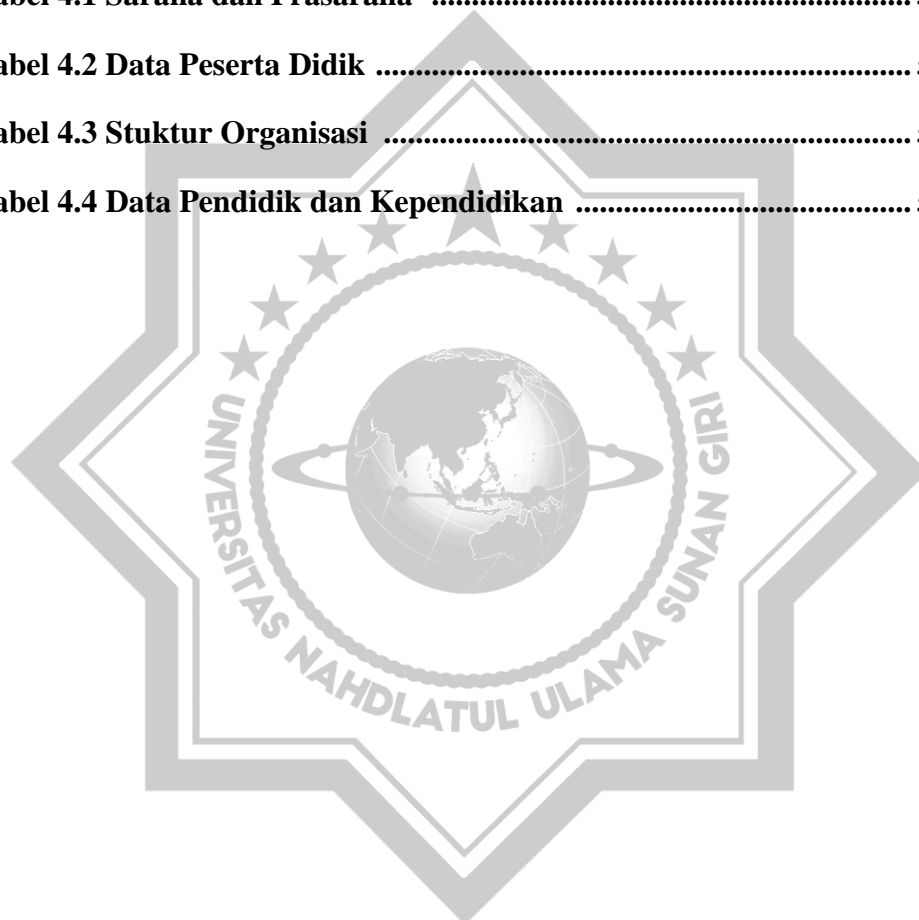 abel 4.1 Sarana dan Prasarana ........................................................................
abel 4.2 Data Peserta Didik ....................................................................................
abel 4.3 Stuktur Organisasi ...................................................................................
abel 4.4 Data Pendidik dan Kependidikan ....................................................
UNIVERSITAS NAHDLATUL ULAMA SUNAN GIRI